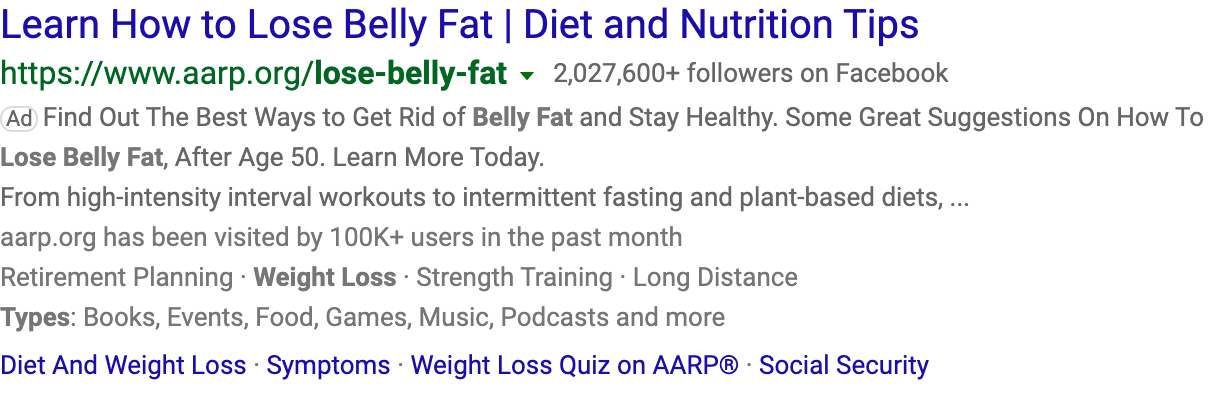 Learn How to Lose Belly Fat | Diet and Nutrition Tips
https://www.aarp.org/lose-belly-fat 2,027,600+ followers on Facebook
Ad Find Out The Best Ways to Get Rid of Belly Fat and Stay Healthy. Some Great Suggestions On How To
Lose Belly Fat, After Age 50. Learn More Today.
From high-intensity interval workouts to intermittent fasting and plant-based diets, ...
aarp.org has been visited by 100K+ users in the past month
Retirement Planning · Weight Loss · Strength Training · Long Distance
Types: Books, Events, Food, Games, Music, Podcasts and more
Diet And Weight Loss · Symptoms · Weight Loss Quiz on AARP® · Social Security